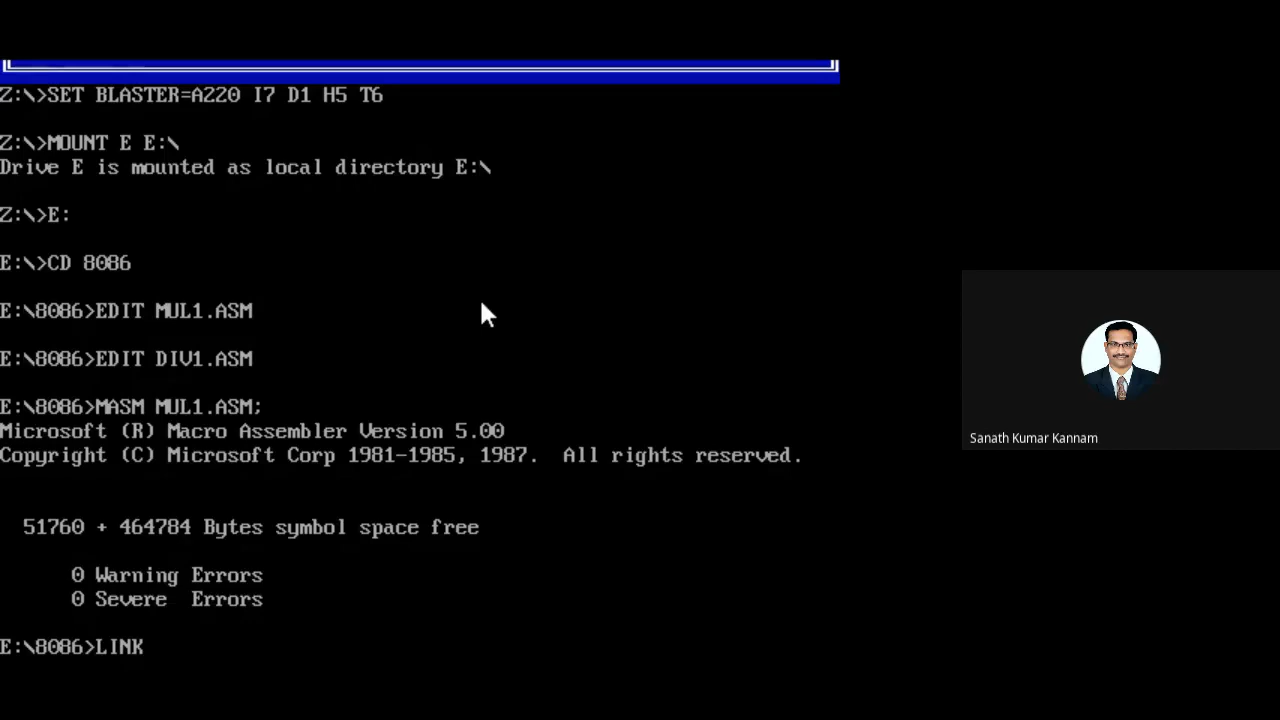 Z:\>SET BLASTER=A220 I7 D1 H5 T6
Z:\>MOUNT E E:\
Drive E is mounted as local directory E:\
Z:\>E:
E:\>CD 8086
E:\8086>EDIT MUL1.ASM
E:\8086>EDIT DIV1.ASM
E:\8086>MASM MUL1.ASM;
Microsoft (R) Macro Assembler Version 5.00
Copyright (C) Microsoft Corp 1981-1985, 1987.  All rights reserved.
51760 + 464784 Bytes symbol space free
0 Warning Errors
0 Severe  Errors
E:\8086>LINK
Sanath Kumar Kannam